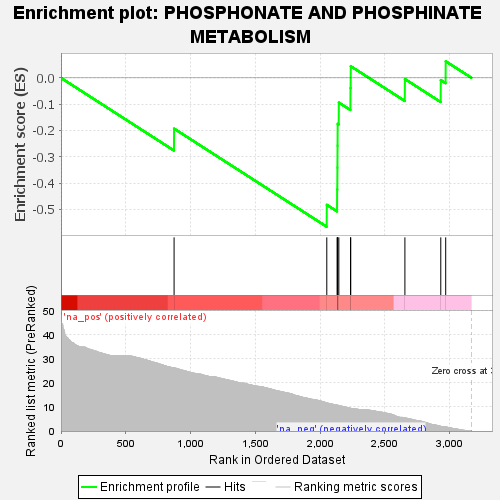 Enrichment plot: PHOSPHONATE AND PHOSPHINATE
METABOLISM
Enrichment score (ES)
0.0
-0.1
-0.2
-0.3
-0.4
-0.5
'na_pos' (positively correlated)
Ranked list metric (PreRanked)
50
40
30
20
10
0
Zero cross at 3
'na_neg' (negatively correlated)
0
500
1,000
1,500
2,000
2,500
3,000
Rank in Ordered Dataset
Enrichment profile
Hits
Ranking metric scores